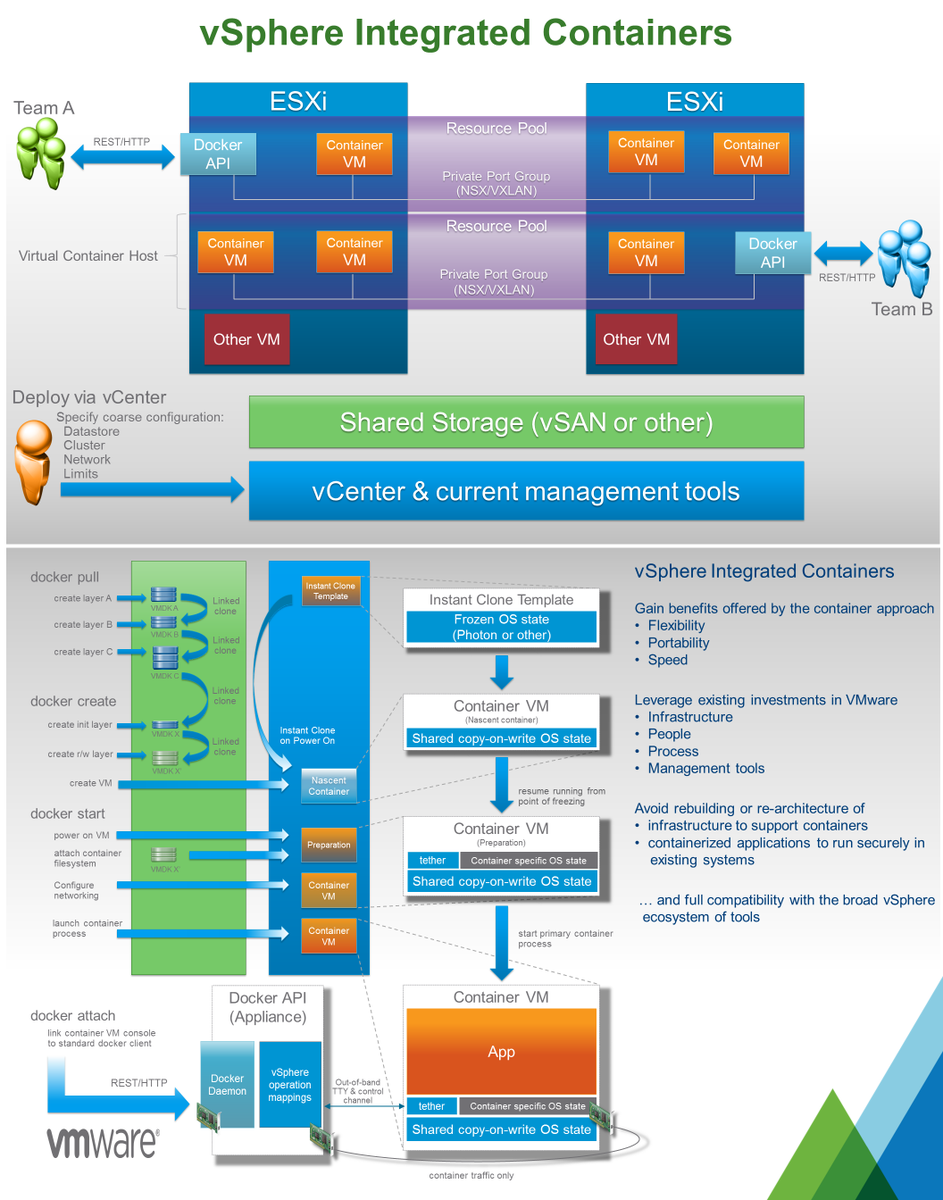 vSphere Integrated Containers
Team A
REST/HTTP
ESXi
ESXi
Docker
API
Container
VM
Resource Pool
Private Port Group
(NSX/VXLAN)
Container
VM
Container
VM
Virtual Container Host
Container
VM
Container
VM
Resource Pool
Private Port Group
(NSX/VXLAN)
Container
VM
Docker
API
REST/HTTP
Team B
Other VM
Other VM
Deploy via vCenter
Specify coarse configuration:
Datastore
Cluster
Network
Limits
Shared Storage (vSAN or other)
vCenter & current management tools
docker pull
create layer A
create layer B
create layer C
VMDK A
VMDK B
VMDK C
Linked
clone
Linked
clone
docker create
create init layer
create r/w layer
create VM
VMDK X
VMDK X'
Linked
clone
Linked
clone
docker start
power on VM
attach container
filesystem
VMDK X'
Configure
networking
launch container
process
Instant Clone
Template
Instant Clone
on Power On
Nascent
Container
Preparation
Container
VM
Container
VM
Instant Clone Template
Frozen OS state
(Photon or other)
Container VM
(Nascent container)
Shared copy-on-write OS state
resume running from
point of freezing
Container VM
(Preparation)
tether
Container specific OS state
Shared copy-on-write OS state
start primary container
process
Container VM
App
tether
Container specific OS state
Shared copy-on-write OS state
container traffic only
docker attach
link container VM console
to standard docker client
REST/HTTP
Docker API
(Appliance)
Docker
Daemon
vSphere
operation
mappings
Out-of-band
TTY & control
channel
vmware®
vSphere Integrated Containers
Gain benefits offered by the container approach
• Flexibility
• Portability
• Speed
Leverage existing investments in VMware
• Infrastructure
• People
• Process
• Management tools
Avoid rebuilding or re-architecture of
• infrastructure to support containers
• containerized applications to run securely in
existing systems
… and full compatibility with the broad vSphere
ecosystem of tools